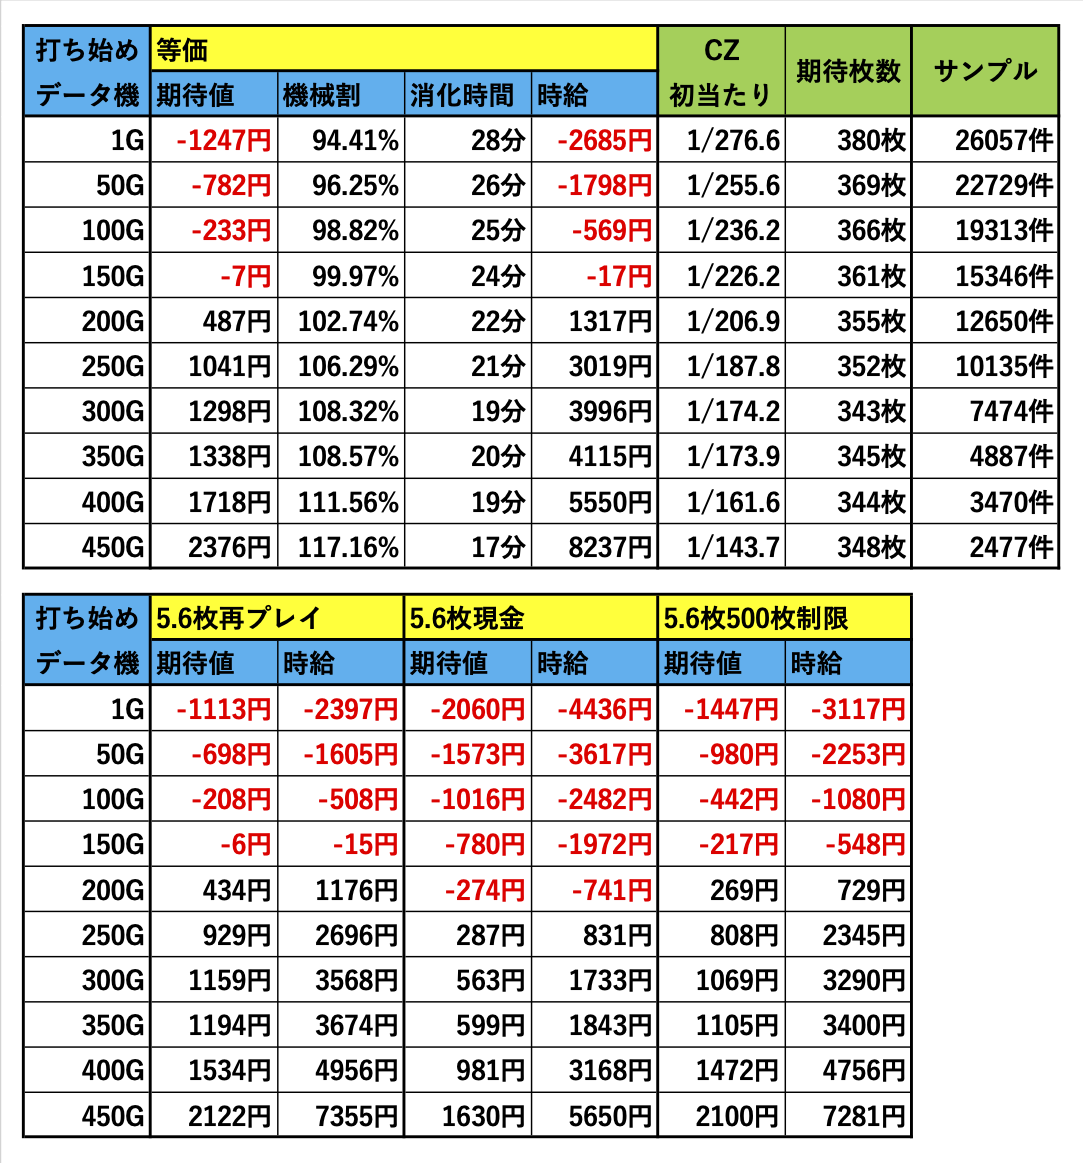 打ち始め 等価 CZ 期待枚数 サンプル
データ機 期待値 機械割 消化時間 時給 初当たり
1G -1247円 94.41% 28分 -2685円 1/276.6 380枚 26057件
50G -782円 96.25% 26分 -1798円 1/255.6 369枚 22729件
100G -233円 98.82% 25分 -569円 1/236.2 366枚 19313件
150G -7円 99.97% 24分 -17円 1/226.2 361枚 15346件
200G 487円 102.74% 22分 1317円 1/206.9 355枚 12650件
250G 1041円 106.29% 21分 3019円 1/187.8 352枚 10135件
300G 1298円 108.32% 19分 3996円 1/174.2 343枚 7474件
350G 1338円 108.57% 20分 4115円 1/173.9 345枚 4887件
400G 1718円 111.56% 19分 5550円 1/161.6 344枚 3470件
450G 2376円 117.16% 17分 8237円 1/143.7 348枚 2477件
打ち始め 5.6枚再プレイ 5.6枚現金 5.6枚500枚制限
データ機 期待値 時給 期待値 時給 期待値 時給
1G -1113円 -2397円 -2060円 -4436円 -1447円 -3117円
50G -698円 -1605円 -1573円 -3617円 -980円 -2253円
100G -208円 -508円 -1016円 -2482円 -442円 -1080円
150G -6円 -15円 -780円 -1972円 -217円 -548円
200G 434円 1176円 -274円 -741円 269円 729円
250G 929円 2696円 287円 831円 808円 2345円
300G 1159円 3568円 563円 1733円 1069円 3290円
350G 1194円 3674円 599円 1843円 1105円 3400円
400G 1534円 4956円 981円 3168円 1472円 4756円
450G 2122円 7355円 1630円 5650円 2100円 7281円